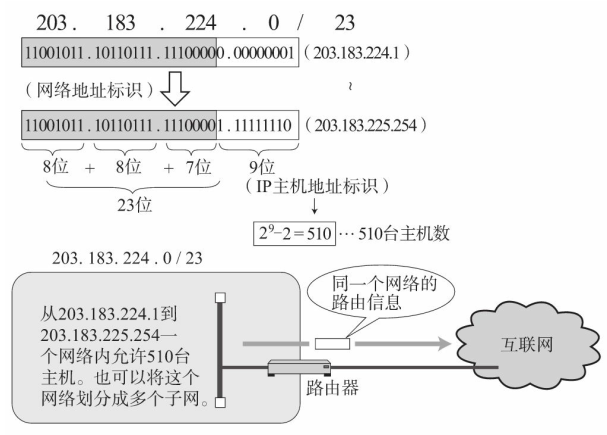 203. 183 . 224 . 0 / 23
11001011.10110111.11100000.00000001（203.183.224.1）
（网络地址标识） ~
11001011.10110111.11100001.11111110（203.183.225.254）
8位 + 8位 + 7位 9位
（IP主机地址标识）
23位
2⁹-2=510 … 510台主机数
203. 183. 224. 0 / 23
同一个网络的
路由信息
从203.183.224.1到
203.183.225.254一
个网络内允许510台
主机。也可以将这个
网络划分成多个子网。
互联网
路由器